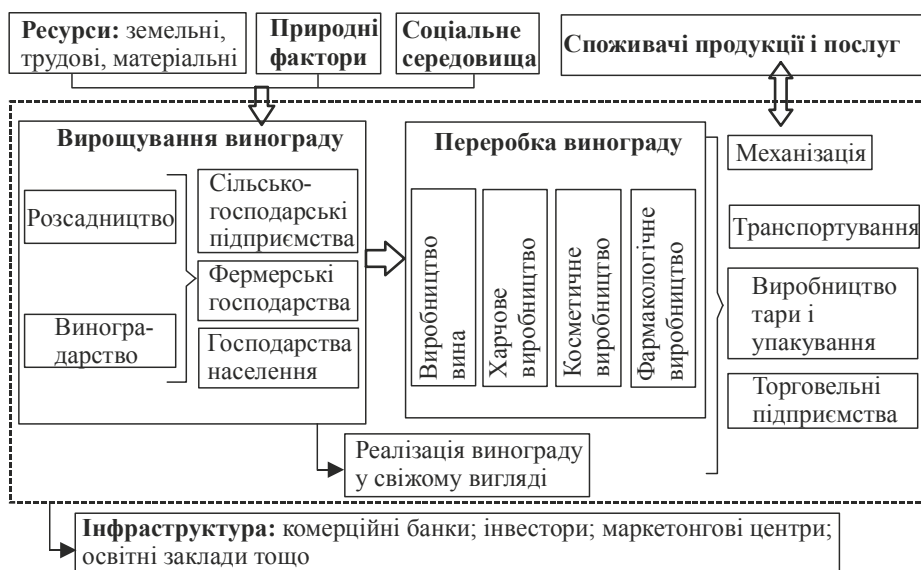 Ресурси: земельні,
трудові, матеріальні
Природні
фактори
Соціальне
середовища
Споживачі продукції і послуг
Вирощування винограду
Розсадництво
Виногра-
дарство
Сільсько-
господарські
підприємства
Фермерські
господарства
Господарства
населення
Переробка винограду
Виробництво
вина
Харчове
виробництво
Косметичне
виробництво
Фармакологічне
виробництво
Механізація
Транспортування
Виробництво
тари і
упакування
Торговельні
підприємства
Реалізація винограду
у свіжому вигляді
Інфраструктура: комерційні банки; інвестори; маркетонгові центри;
освітні заклади тощо